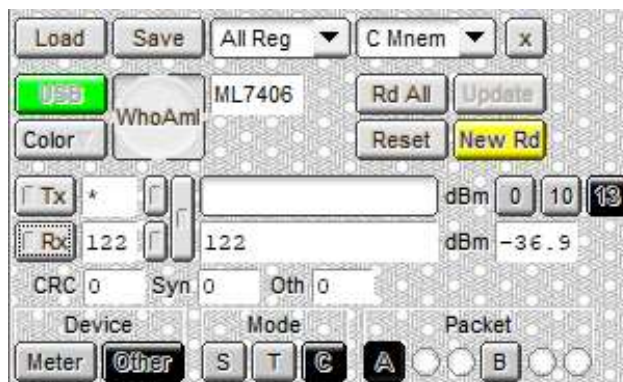 Load Save All Reg C Mnem x
USB WhoAmI ML7406 Rd All Update
Color Reset New Rd
Tx * dBm 0 10 13
Rx 122 122 dBm -36.9
CRC 0 Syn 0 Oth 0
Device Mode Packet
Meter Other S T C A B